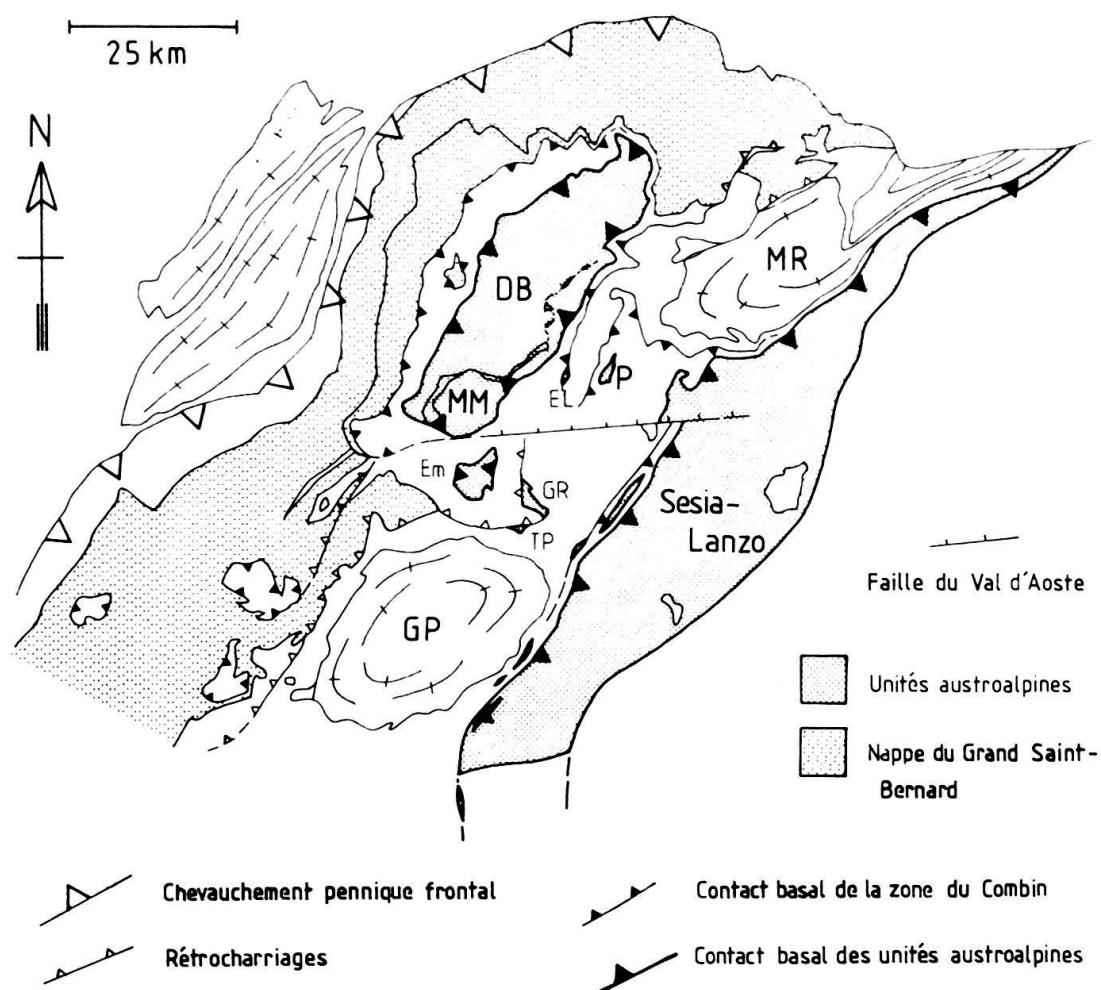 25 km
N
DB
MR
MM
EL
P
Em
GR
TP
GP
Sesia-
Lanzo
Faille du Val d'Aoste
Unités austroalpines
Nappe du Grand Saint-
Bernard
Chevauchement pennique frontal
Contact basal de la zone du Combin
Rétrocharriages
Contact basal des unités austroalpines